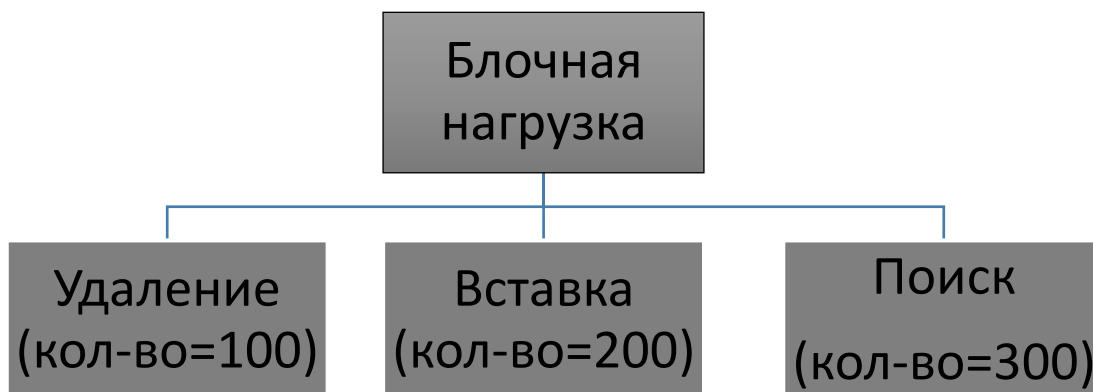 Блочная
нагрузка
Удаление
(кол-во=100)
Вставка
(кол-во=200)
Поиск
(кол-во=300)